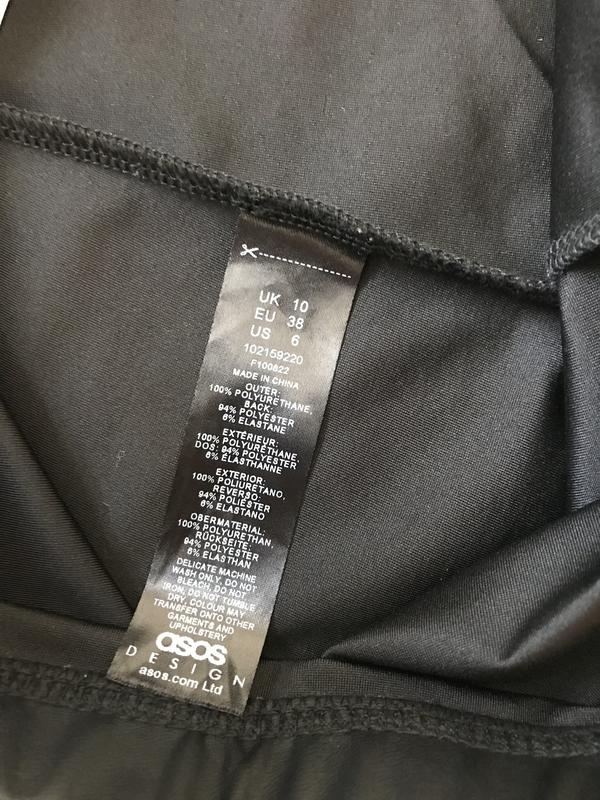 UK 10
EU 38
US 6
102159220
F100822
MADE IN CHINA
OUTER:
100% POLYURETHANE,
BACK:
94% POLYESTER
6% ELASTANE
EXTÉRIEUR:
100% POLYURÉTHANE,
DOS: 94% POLYESTER
6% ÉLASTHANNE
EXTERIOR:
100% POLIURETANO,
REVERSO:
94% POLIÉSTER
6% ELASTANO
OBERMATERIAL:
100% POLYURETHAN,
RÜCKSEITE:
94% POLYESTER
6% ELASTHAN
DELICATE MACHINE
WASH ONLY, DO NOT
BLEACH, DO NOT
IRON, DO NOT TUMBLE
DRY, COLOUR MAY
TRANSFER ONTO OTHER
GARMENTS AND
UPHOLSTERY
asos
DESIGN
asos.com Ltd